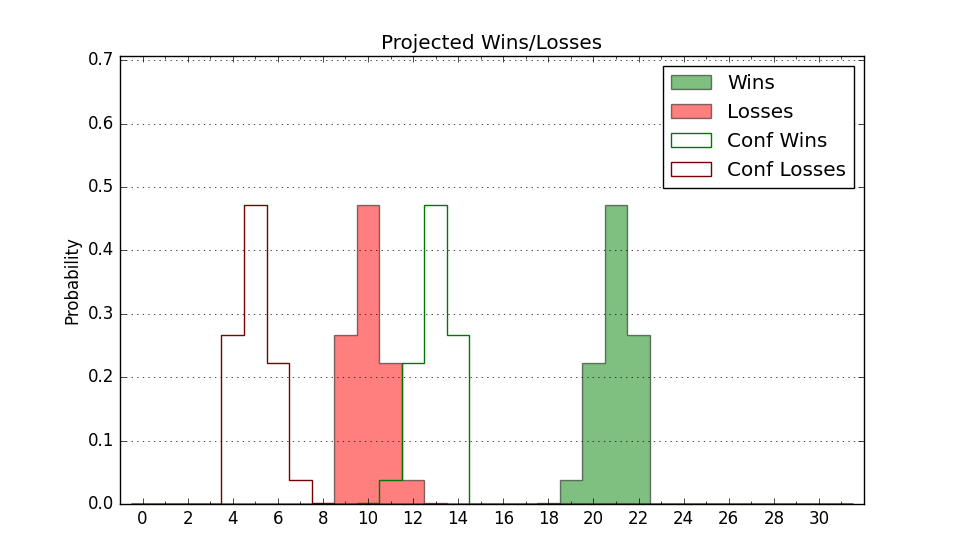 Projected Wins/Losses
0.7
0.6
0.5
0.4
0.3
0.2
0.1
0.0
Probability
Wins
Losses
Conf Wins
Conf Losses
0 2 4 6 8 10 12 14 16 18 20 22 24 26 28 30